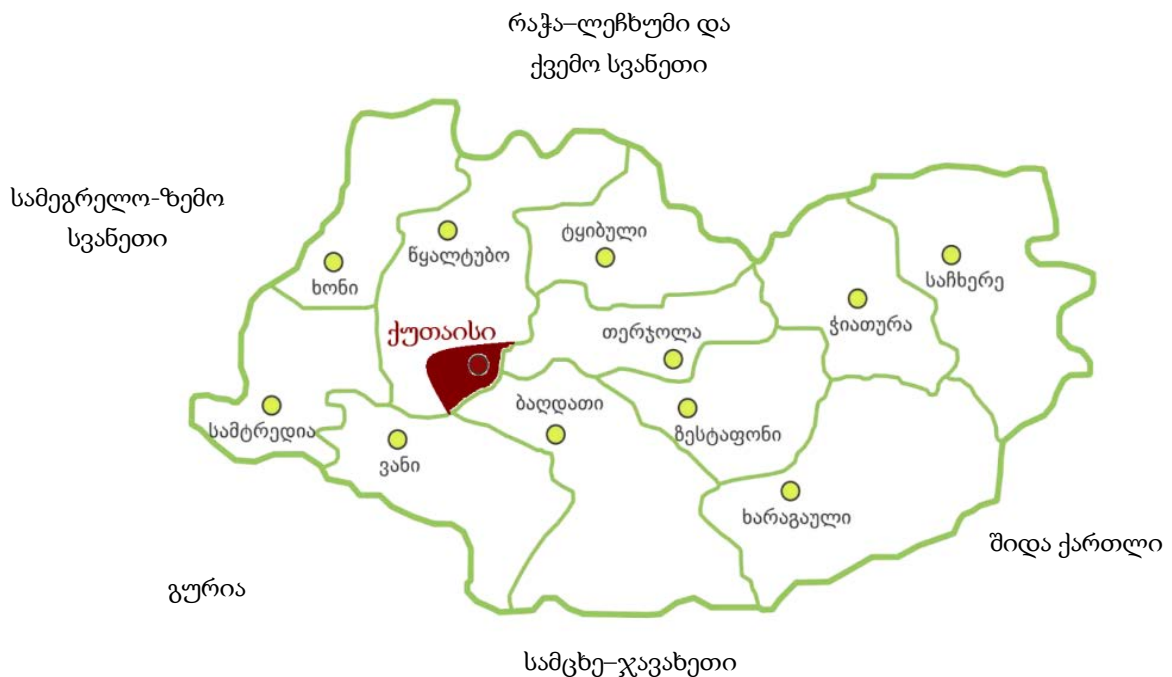 რაჭა–ლეჩხუმი და
ქვემო სვანეთი
სამეგრელო-ზემო
სვანეთი
წყალტუბო
ტყიბული
ხონი
საჩხერე
ჭიათურა
ქუთაისი
თერჯოლა
ბაღდათი
სამტრედია
ვანი
ზესტაფონი
ხარაგაული
შიდა ქართლი
გურია
სამცხე–ჯავახეთი